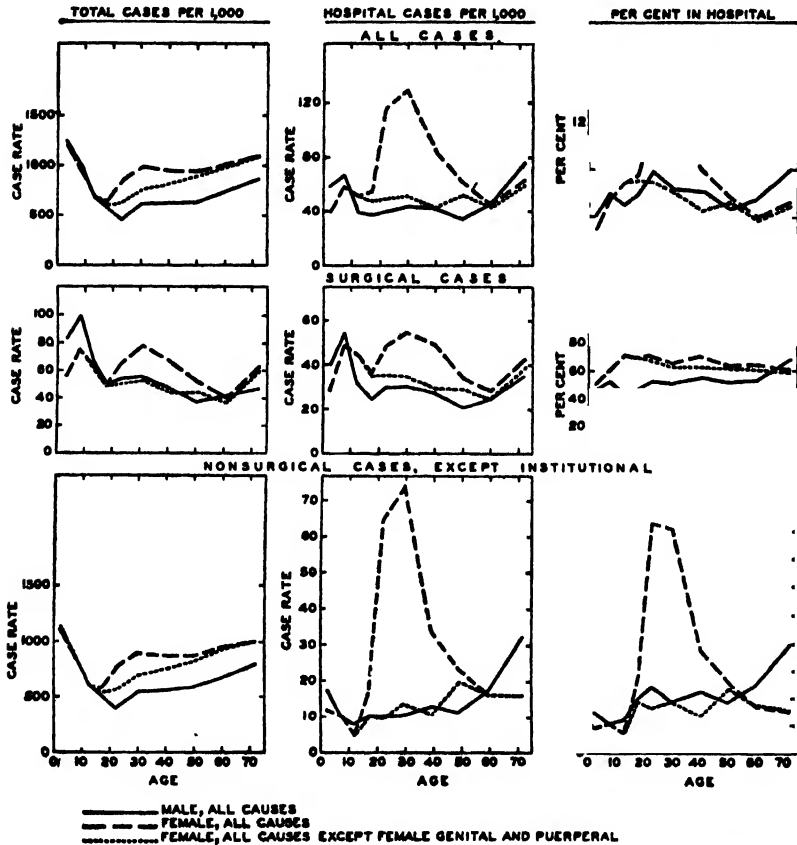 TOTAL CASES PER 1,000
HOSPITAL CASES PER 1,000
PER CENT IN HOSPITAL
ALL CASES
CASE RATE
1500
1000
500
0
CASE RATE
120
80
40
0
PER CENT
12
SURGICAL CASES
CASE RATE
100
80
60
40
20
0
CASE RATE
60
40
20
0
PER CENT
80
60
20
NONSURGICAL CASES, EXCEPT INSTITUTIONAL
CASE RATE
1500
1000
500
0
CASE RATE
70
60
50
40
30
20
10
0
0 10 20 30 40 50 60 70
AGE
0 10 20 30 40 50 60 70
AGE
0 10 20 30 40 50 60 70
AGE
MALE, ALL CAUSES
FEMALE, ALL CAUSES
FEMALE, ALL CAUSES EXCEPT FEMALE GENITAL AND PUERPERAL